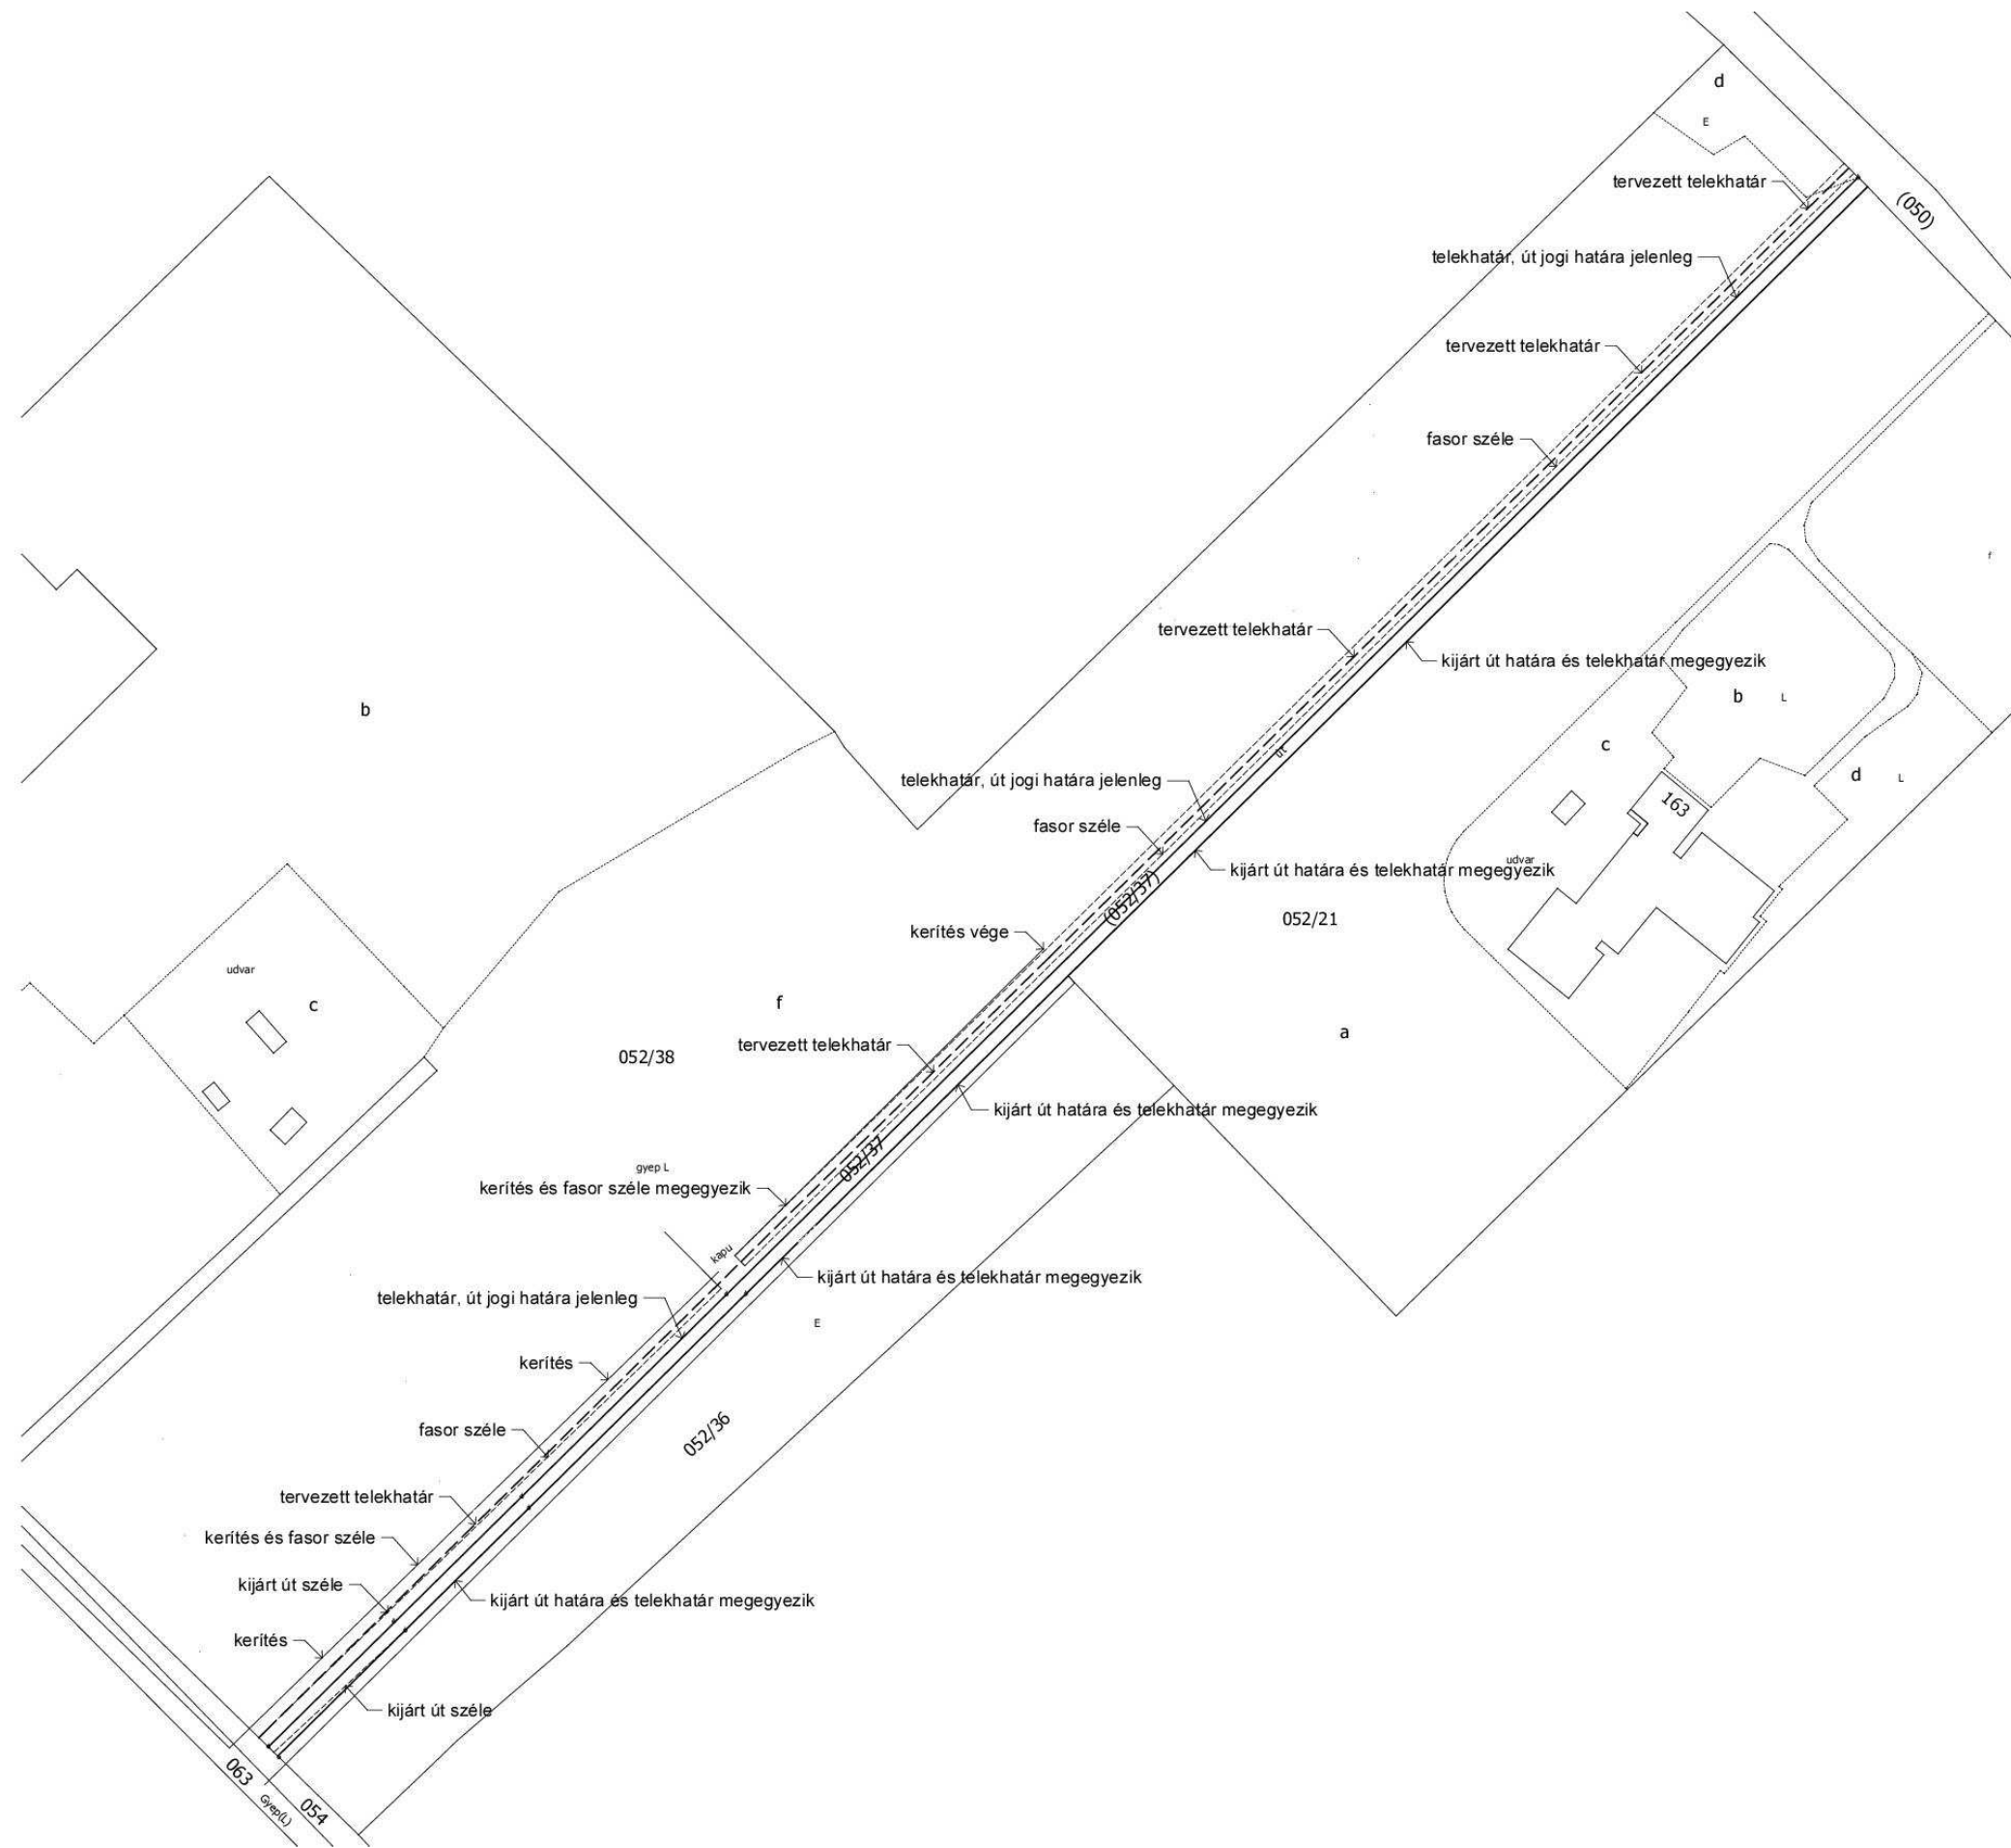 d
E
tervezett telekhatár
(050)
telekhatár, út jogi határa jelenleg
tervezett telekhatár
fasor széle
f
tervezett telekhatár
kijárt út határa és telekhatár megegyezik
b
L
b
c
út
d
L
telekhatár, út jogi határa jelenleg
163
fasor széle
udvar
kijárt út határa és telekhatár megegyezik
(052/37)
052/21
kerítés vége
udvar
c
f
a
tervezett telekhatár
052/38
kijárt út határa és telekhatár megegyezik
052/37
gyep L
kerítés és fasor széle megegyezik
kapu
kijárt út határa és telekhatár megegyezik
telekhatár, út jogi határa jelenleg
E
kerítés
fasor széle
052/36
tervezett telekhatár
kerítés és fasor széle
kijárt út széle
kijárt út határa és telekhatár megegyezik
kerítés
kijárt út széle
063
Gyep(L)
054